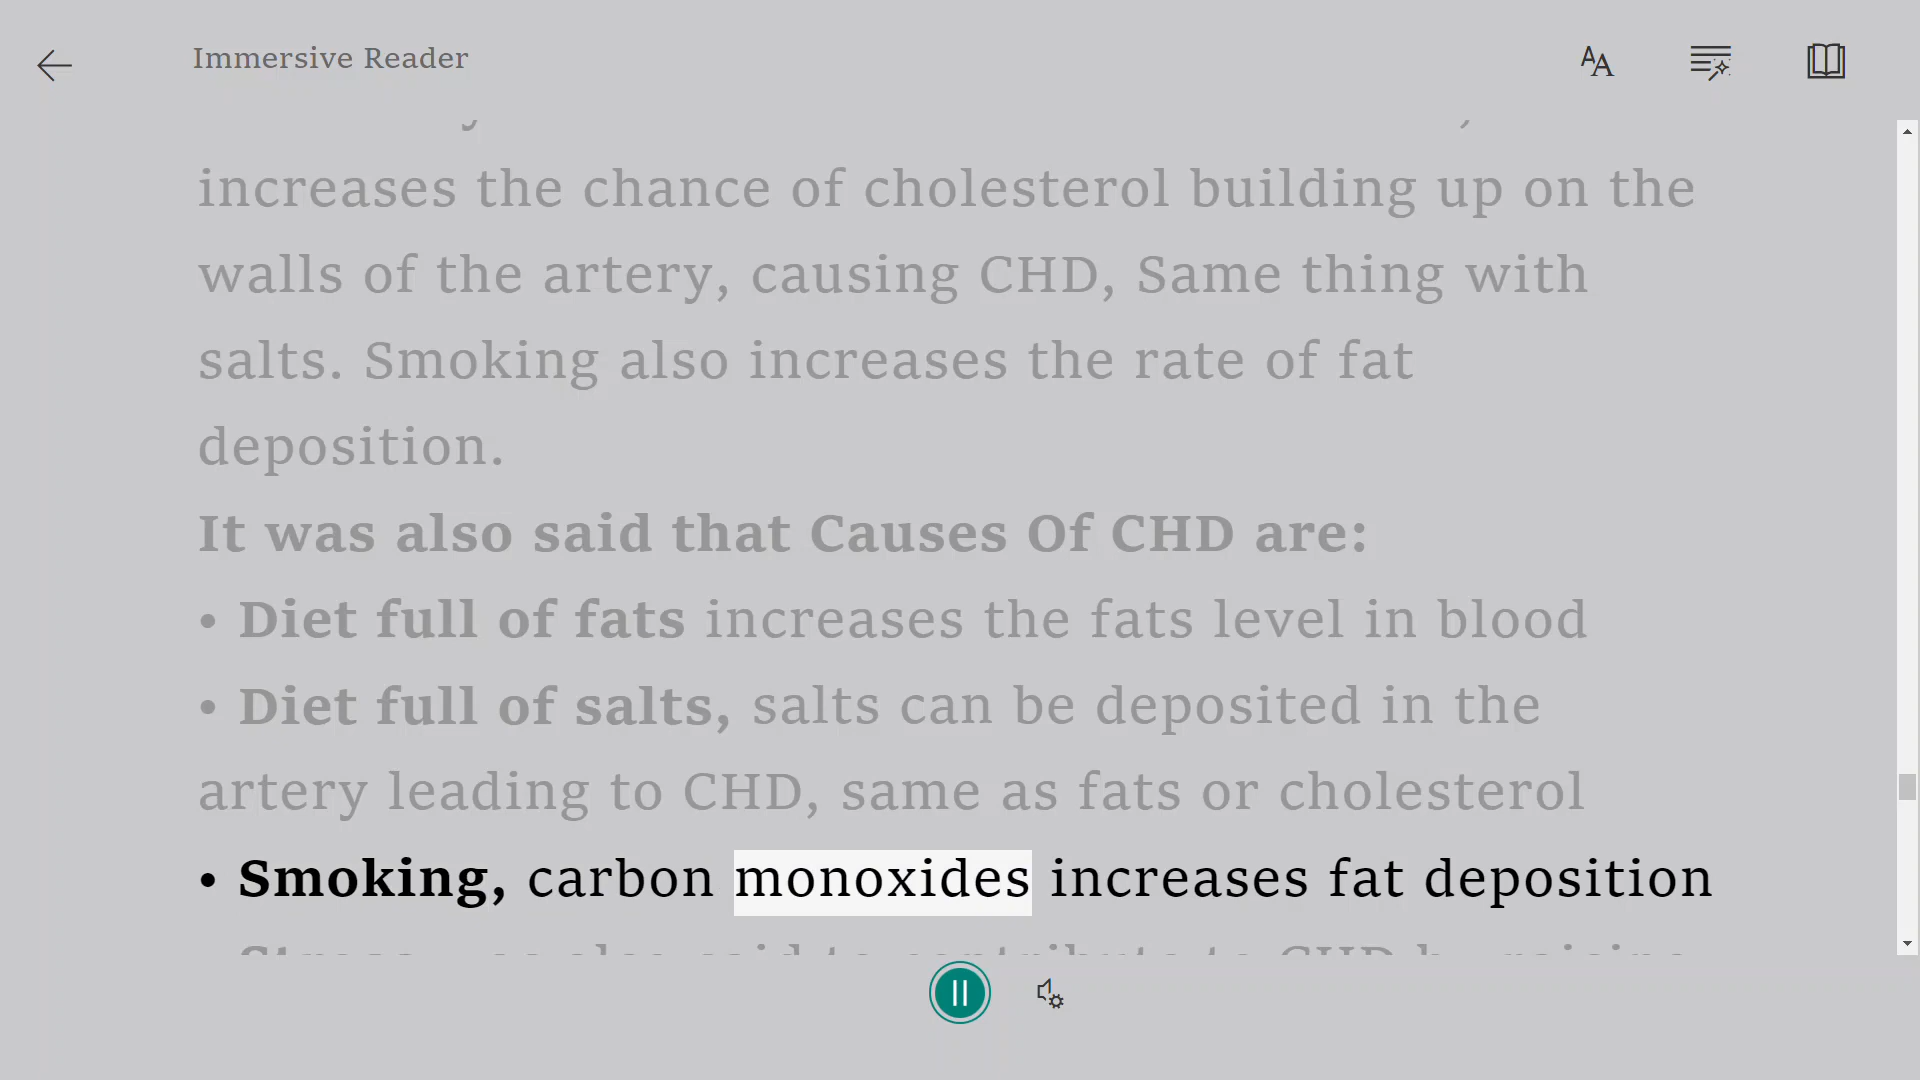 Immersive Reader
increases the chance of cholesterol building up on the
walls of the artery, causing CHD, Same thing with
salts. Smoking also increases the rate of fat
deposition.
It was also said that Causes Of CHD are:
• Diet full of fats increases the fats level in blood
• Diet full of salts, salts can be deposited in the
artery leading to CHD, same as fats or cholesterol
• Smoking, carbon monoxides increases fat deposition